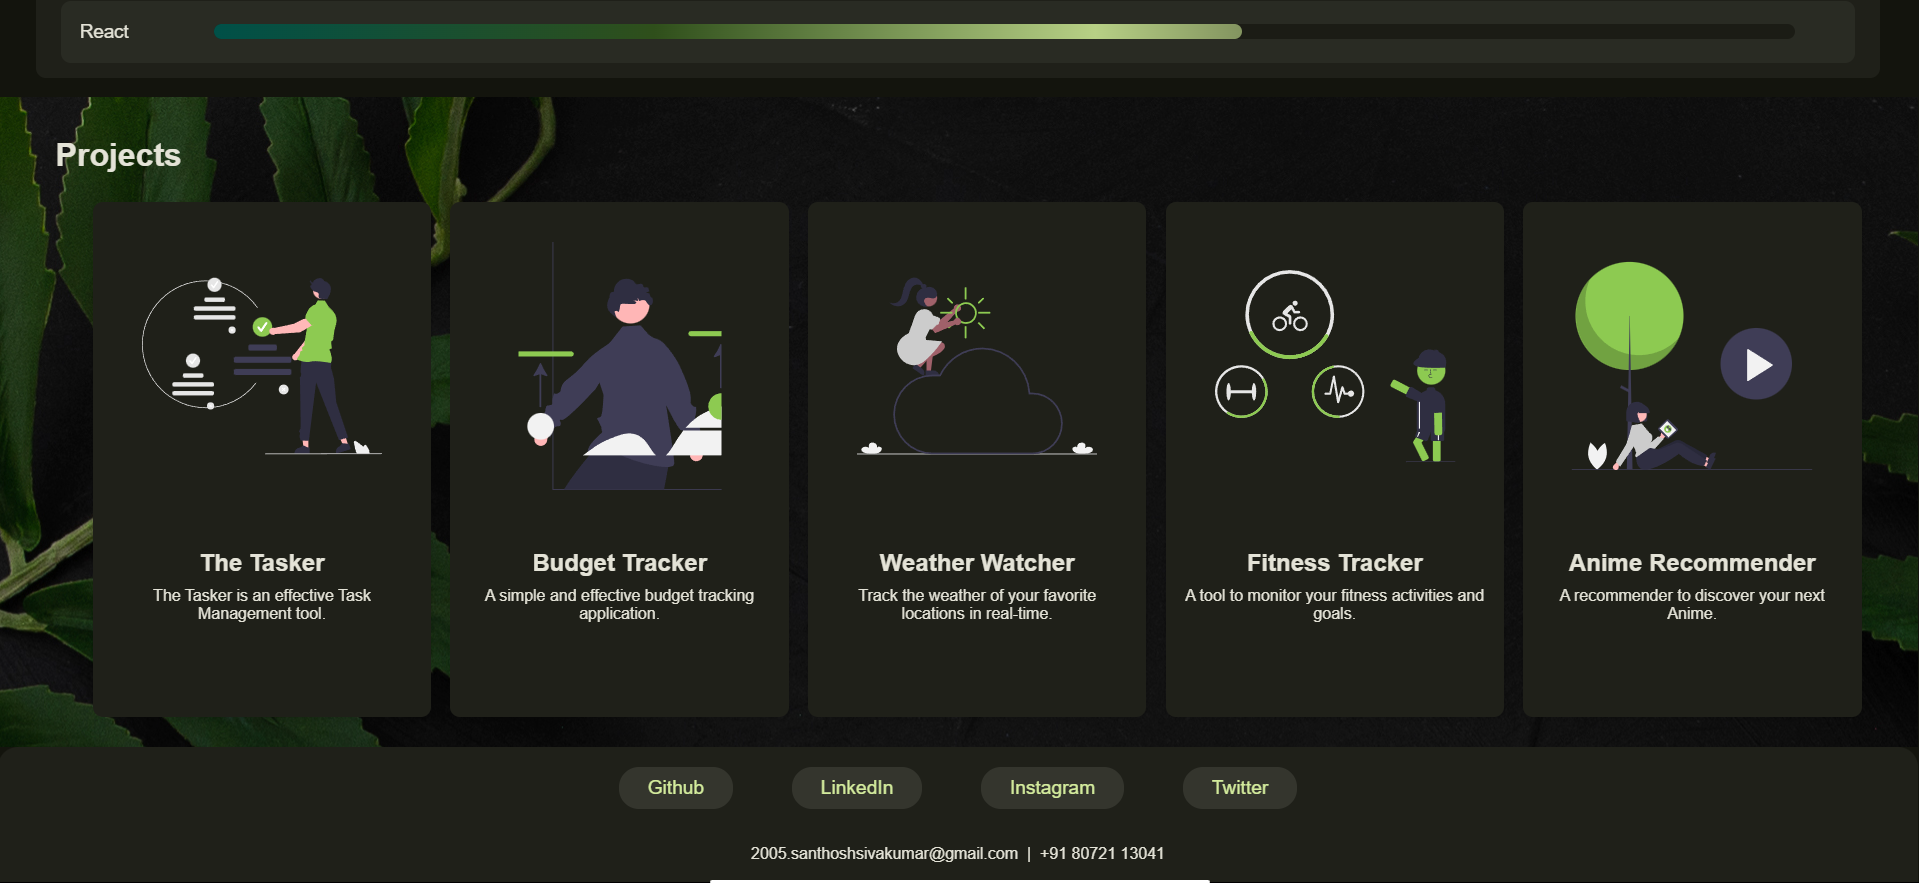 React
Projects
The Tasker
The Tasker is an effective Task
Management tool.
Budget Tracker
A simple and effective budget tracking
application.
Weather Watcher
Track the weather of your favorite
locations in real-time.
Fitness Tracker
A tool to monitor your fitness activities and
goals.
Anime Recommender
A recommender to discover your next
Anime.
Github
LinkedIn
Instagram
Twitter
2005.santhoshsivakumar@gmail.com | +91 80721 13041